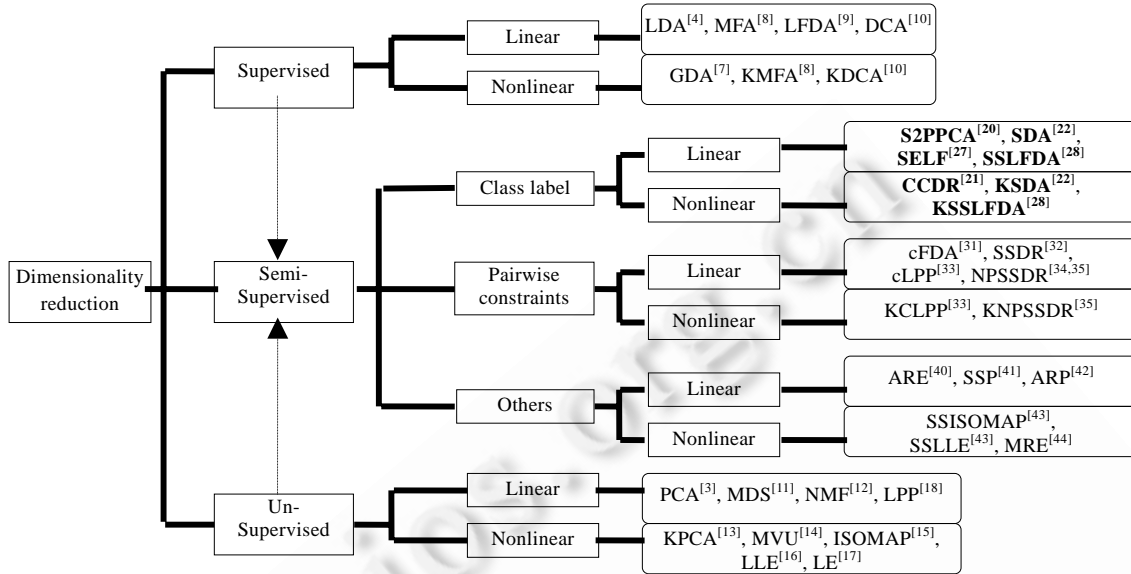 Dimensionality
reduction
Supervised
Linear
LDA[4], MFA[8], LFDA[9], DCA[10]
Nonlinear
GDA[7], KMFA[8], KDCA[10]
Semi-
Supervised
Class label
Linear
S2PPCA[20], SDA[22],
SELF[27], SSLFDA[28]
Nonlinear
CCDR[21], KSDA[22],
KSSLFDA[28]
Pairwise
constraints
Linear
cFDA[31], SSDR[32],
cLPP[33], NPSSDR[34,35]
Nonlinear
KCLPP[33], KNPSSDR[35]
Others
Linear
ARE[40], SSP[41], ARP[42]
Nonlinear
SSISOMAP[43],
SSLLE[43], MRE[44]
Un-
Supervised
Linear
PCA[3], MDS[11], NMF[12], LPP[18]
Nonlinear
KPCA[13], MVU[14], ISOMAP[15],
LLE[16], LE[17]
ios.org.cn